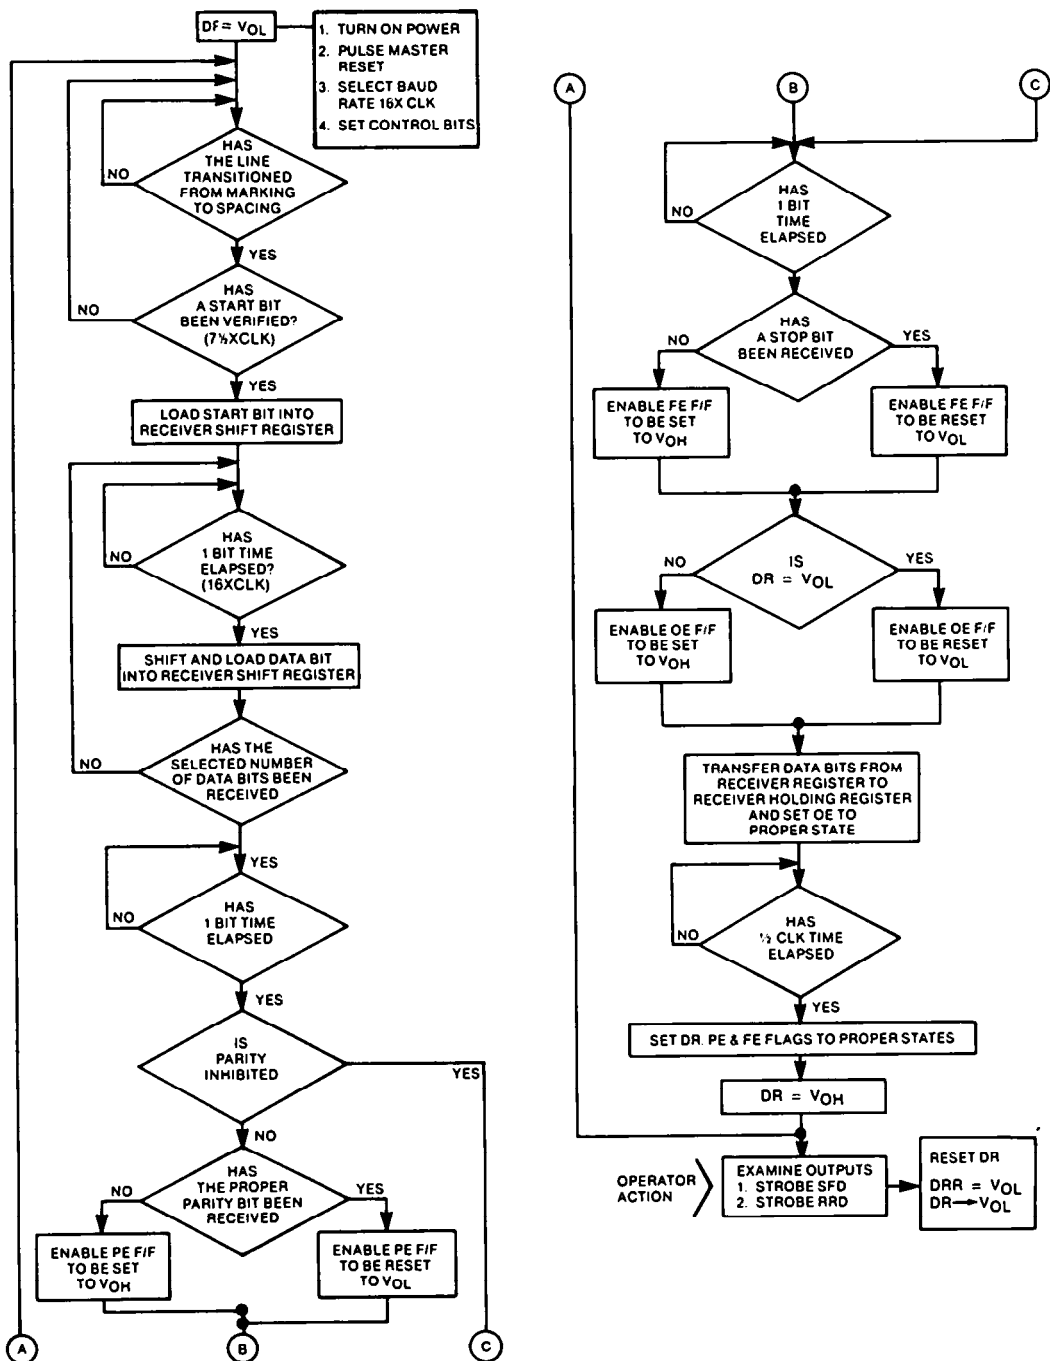 DF = VOL
1. TURN ON POWER
2. PULSE MASTER
RESET
3. SELECT BAUD
RATE 16X CLK
4. SET CONTROL BITS
HAS
THE LINE
TRANSITIONED
FROM MARKING
TO SPACING
NO
YES
HAS
A START BIT
BEEN VERIFIED?
(7½XCLK)
NO
YES
LOAD START BIT INTO
RECEIVER SHIFT REGISTER
HAS
1 BIT TIME
ELAPSED?
(16XCLK)
NO
YES
SHIFT AND LOAD DATA BIT
INTO RECEIVER SHIFT REGISTER
HAS THE
SELECTED NUMBER
OF DATA BITS BEEN
RECEIVED
NO
YES
HAS
1 BIT TIME
ELAPSED
NO
YES
IS
PARITY
INHIBITED
YES
NO
HAS
THE PROPER
PARITY BIT BEEN
RECEIVED
NO
YES
ENABLE PE F/F
TO BE SET
TO VOH
ENABLE PE F/F
TO BE RESET
TO VOL
A
B
C
A
B
C
HAS
1 BIT
TIME
ELAPSED
NO
HAS
A STOP BIT
BEEN RECEIVED
NO
YES
ENABLE FE F/F
TO BE SET
TO VOH
ENABLE FE F/F
TO BE RESET
TO VOL
IS
DR = VOL
NO
YES
ENABLE OE F/F
TO BE SET
TO VOH
ENABLE OE F/F
TO BE RESET
TO VOL
TRANSFER DATA BITS FROM
RECEIVER REGISTER TO
RECEIVER HOLDING REGISTER
AND SET OE TO
PROPER STATE
HAS
½ CLK TIME
ELAPSED
NO
YES
SET DR. PE & FE FLAGS TO PROPER STATES
DR = VOH
OPERATOR
ACTION
EXAMINE OUTPUTS
1. STROBE SFD
2. STROBE RRD
RESET DR
DRR = VOL
DR → VOL